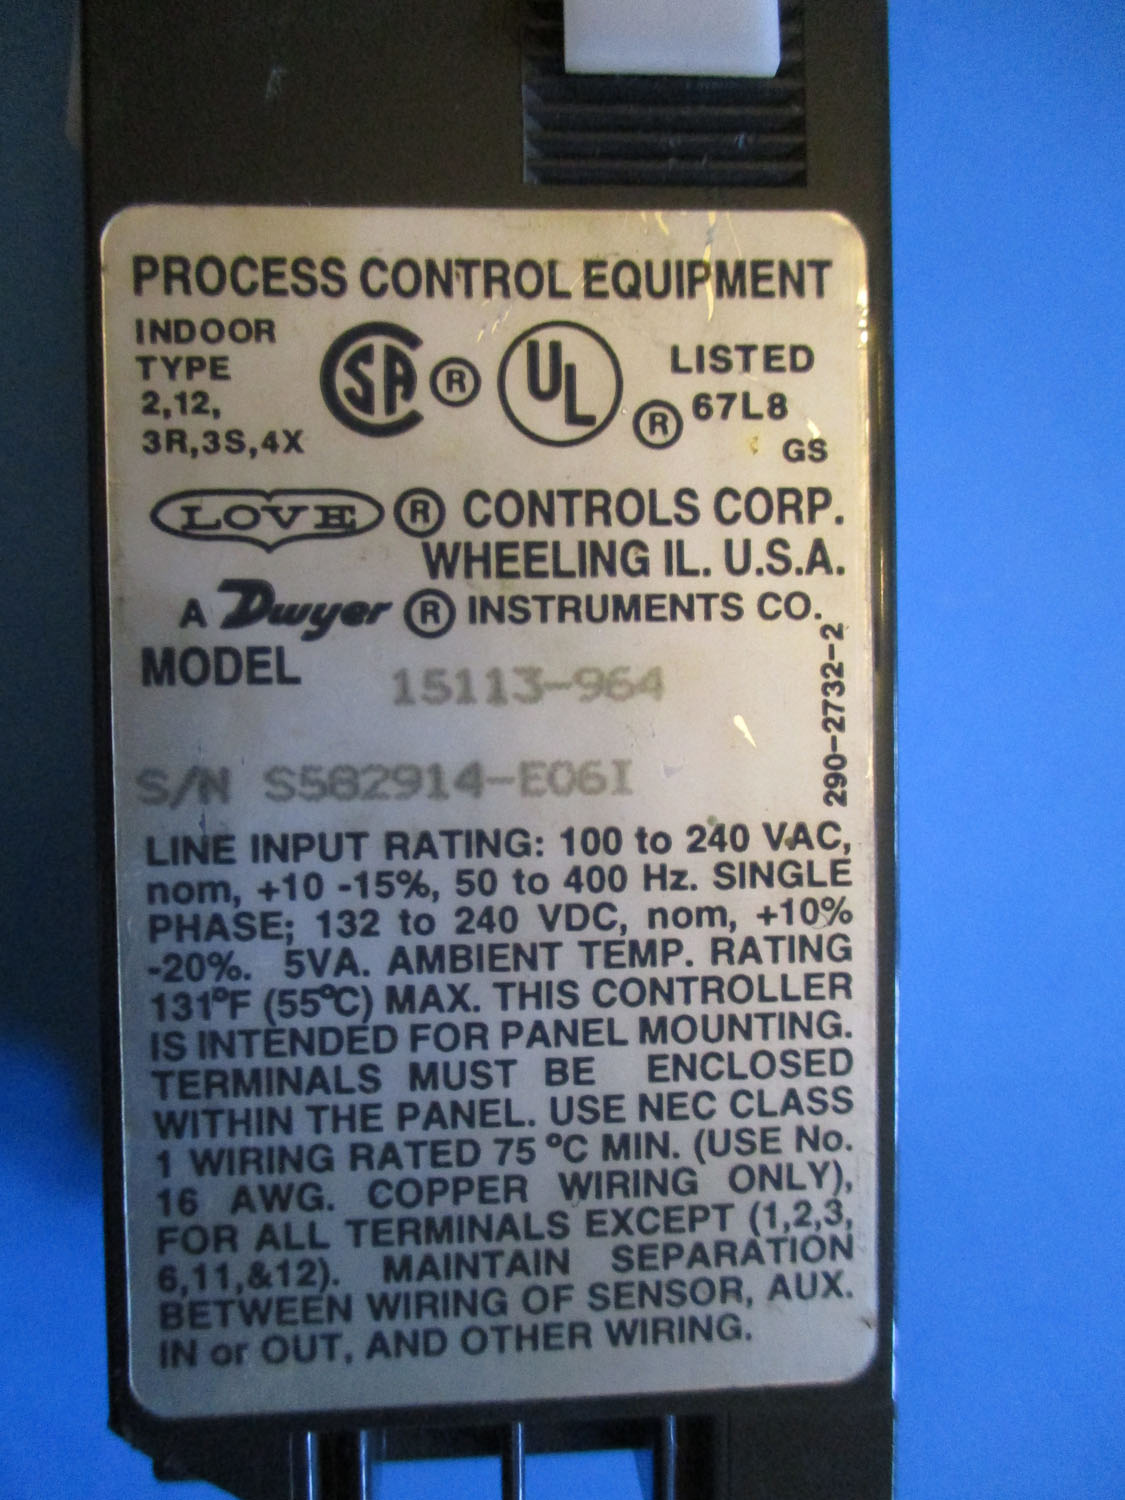 PROCESS CONTROL EQUIPMENT
INDOOR
TYPE
2,12,
3R,3S,4X
SA ® UL ®
LISTED
67L8
GS
LOVE ® CONTROLS CORP.
WHEELING IL. U.S.A.
A Dwyer ® INSTRUMENTS CO.
MODEL 15113-964
290-2732-2
S/N S582914-E06I
LINE INPUT RATING: 100 to 240 VAC,
nom, +10 -15%, 50 to 400 Hz. SINGLE
PHASE; 132 to 240 VDC, nom, +10%
-20%. 5VA. AMBIENT TEMP. RATING
131°F (55°C) MAX. THIS CONTROLLER
IS INTENDED FOR PANEL MOUNTING.
TERMINALS MUST BE ENCLOSED
WITHIN THE PANEL. USE NEC CLASS
1 WIRING RATED 75 °C MIN. (USE No.
16 AWG. COPPER WIRING ONLY),
FOR ALL TERMINALS EXCEPT (1,2,3,
6,11,&12). MAINTAIN SEPARATION
BETWEEN WIRING OF SENSOR, AUX.
IN or OUT, AND OTHER WIRING.